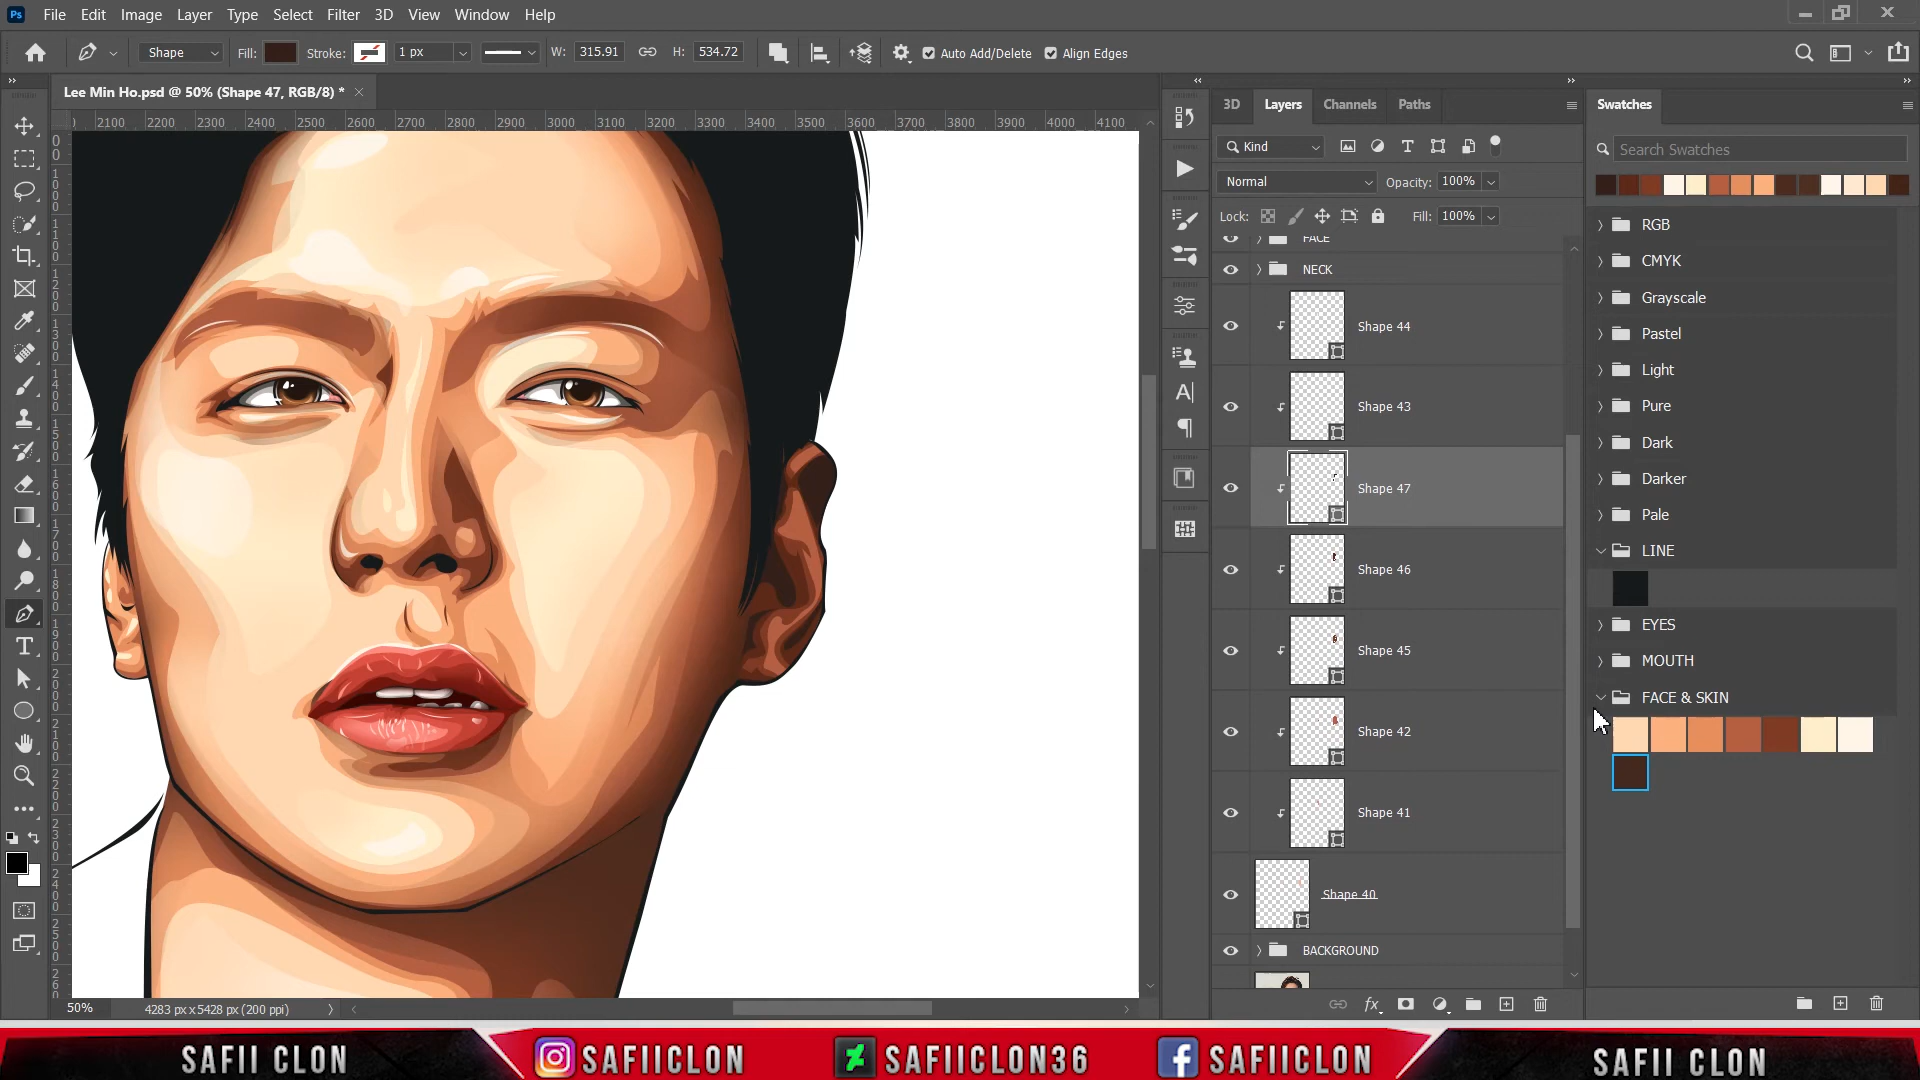 Ps File Edit Image Layer Type Select Filter 3D View Window Help
Shape Fill: Stroke: 1 px W: 315.91 H: 534.72 Auto Add/Delete Align Edges
Lee Min Ho.psd @ 50% (Shape 47, RGB/8) *
3D Layers Channels Paths
Swatches
2100 2200 2300 2400 2500 2600 2700 2800 2900 3000 3100 3200 3300 3400 3500 3600 3700 3800 3900 4000 4100
Kind
Search Swatches
Normal Opacity: 100%
Lock: Fill: 100%
FACE
NECK
Shape 44
Shape 43
Shape 47
Shape 46
Shape 45
Shape 42
Shape 41
Shape 40
BACKGROUND
RGB
CMYK
Grayscale
Pastel
Light
Pure
Dark
Darker
Pale
LINE
EYES
MOUTH
FACE & SKIN
50% 4283 px x 5428 px (200 ppi)
fx
SAFII CLON SAFIICLON SAFIICLON36 SAFIICLON SAFII CLON